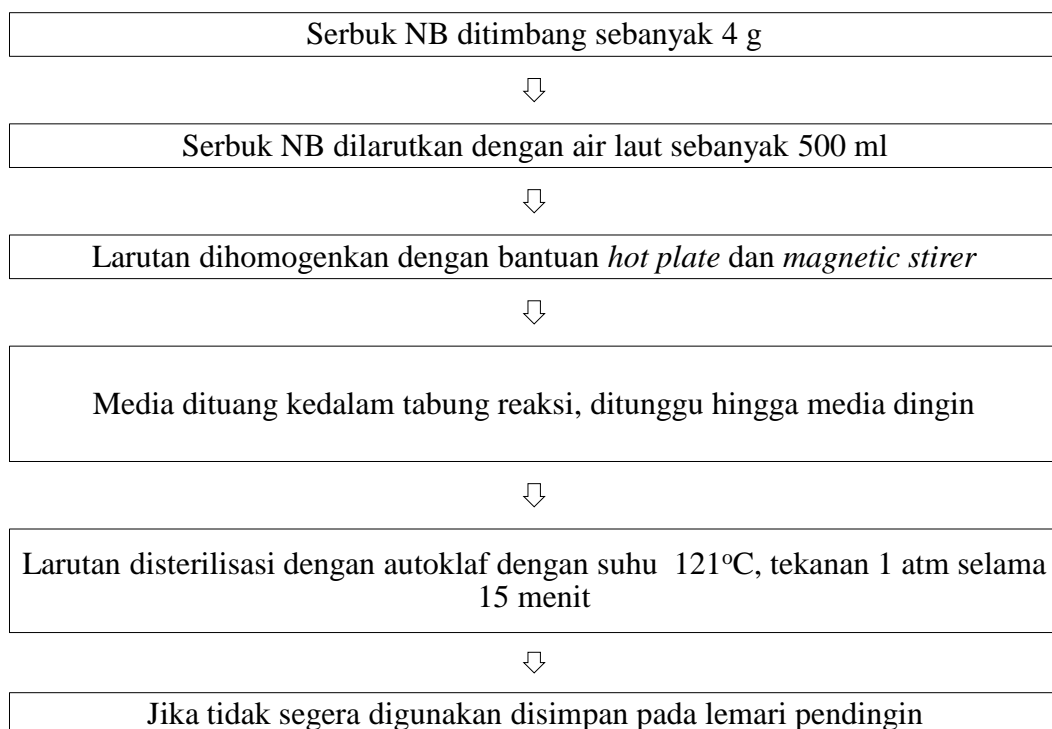 Serbuk NB ditimbang sebanyak 4 g
Serbuk NB dilarutkan dengan air laut sebanyak 500 ml
Larutan dihomogenkan dengan bantuan hot plate dan magnetic stirer
Media dituang kedalam tabung reaksi, ditunggu hingga media dingin
Larutan disterilisasi dengan autoklaf dengan suhu 121°C, tekanan 1 atm selama
15 menit
Jika tidak segera digunakan disimpan pada lemari pendingin